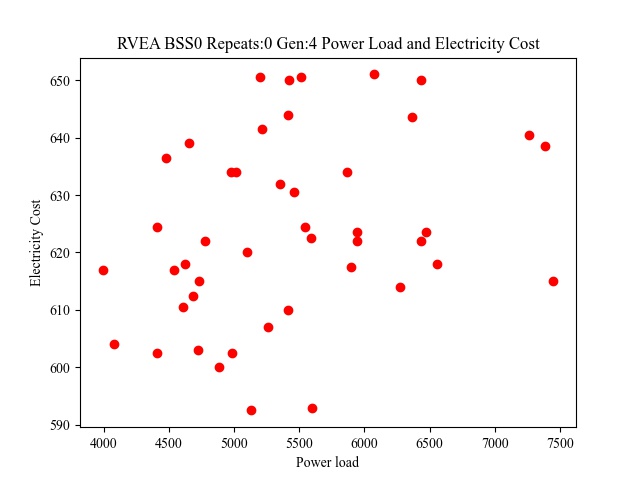 RVEA BSS0 Repeats:0 Gen:4 Power Load and Electricity Cost
650
640
630
620
610
600
590
Electricity Cost
4000 4500 5000 5500 6000 6500 7000 7500
Power load